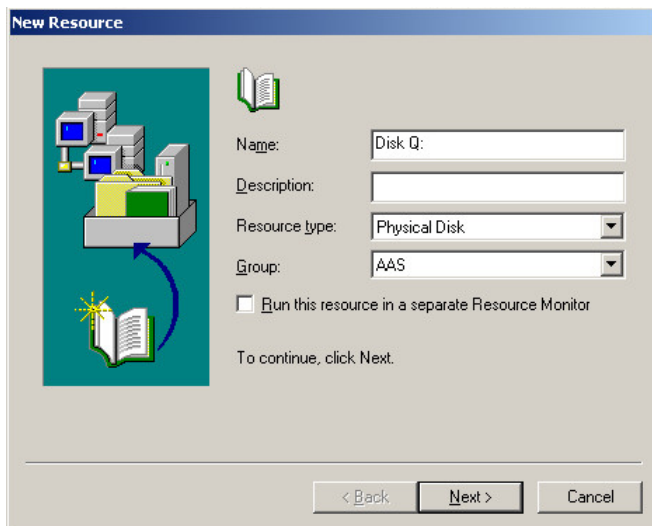 New Resource
Name: Disk Q:
Description:
Resource type: Physical Disk
Group: AAS
Run this resource in a separate Resource Monitor
To continue, click Next.
< Back Next > Cancel